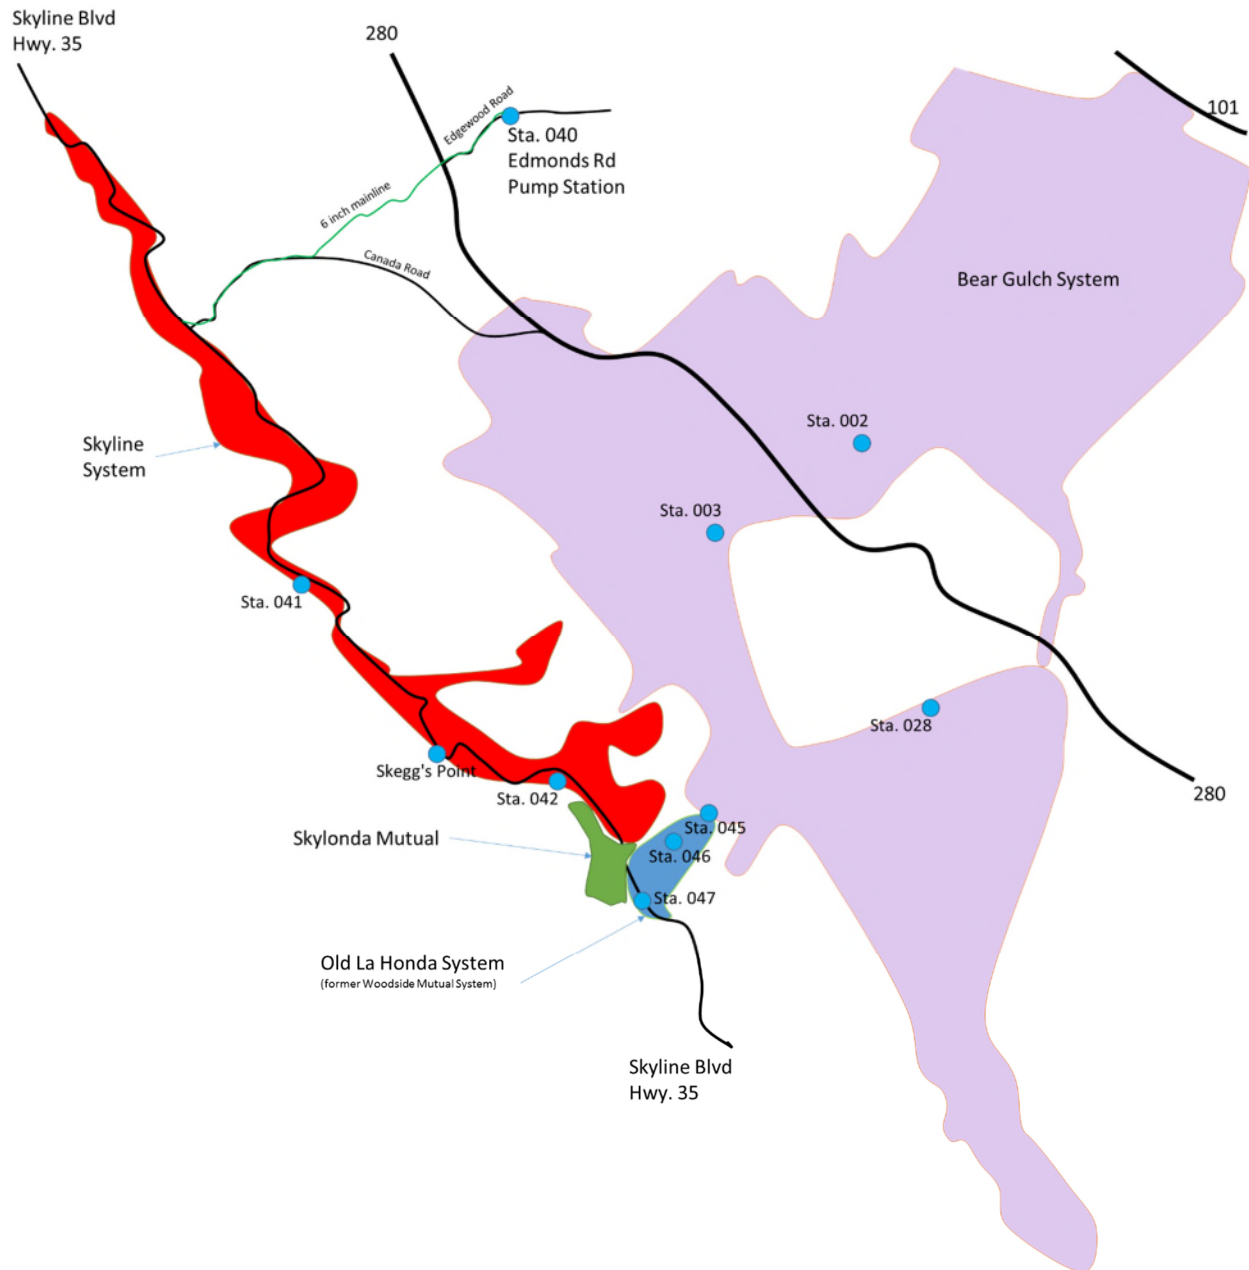 Skyline Blvd
Hwy. 35
280
101
Edgewood Road
Sta. 040
Edmonds Rd
Pump Station
6 inch mainline
Canada Road
Bear Gulch System
Sta. 002
Skyline
System
Sta. 003
Sta. 041
Sta. 028
Skegg's Point
Sta. 042
280
Sta. 045
Skylonda Mutual
Sta. 046
Sta. 047
Old La Honda System
(former Woodside Mutual System)
Skyline Blvd
Hwy. 35